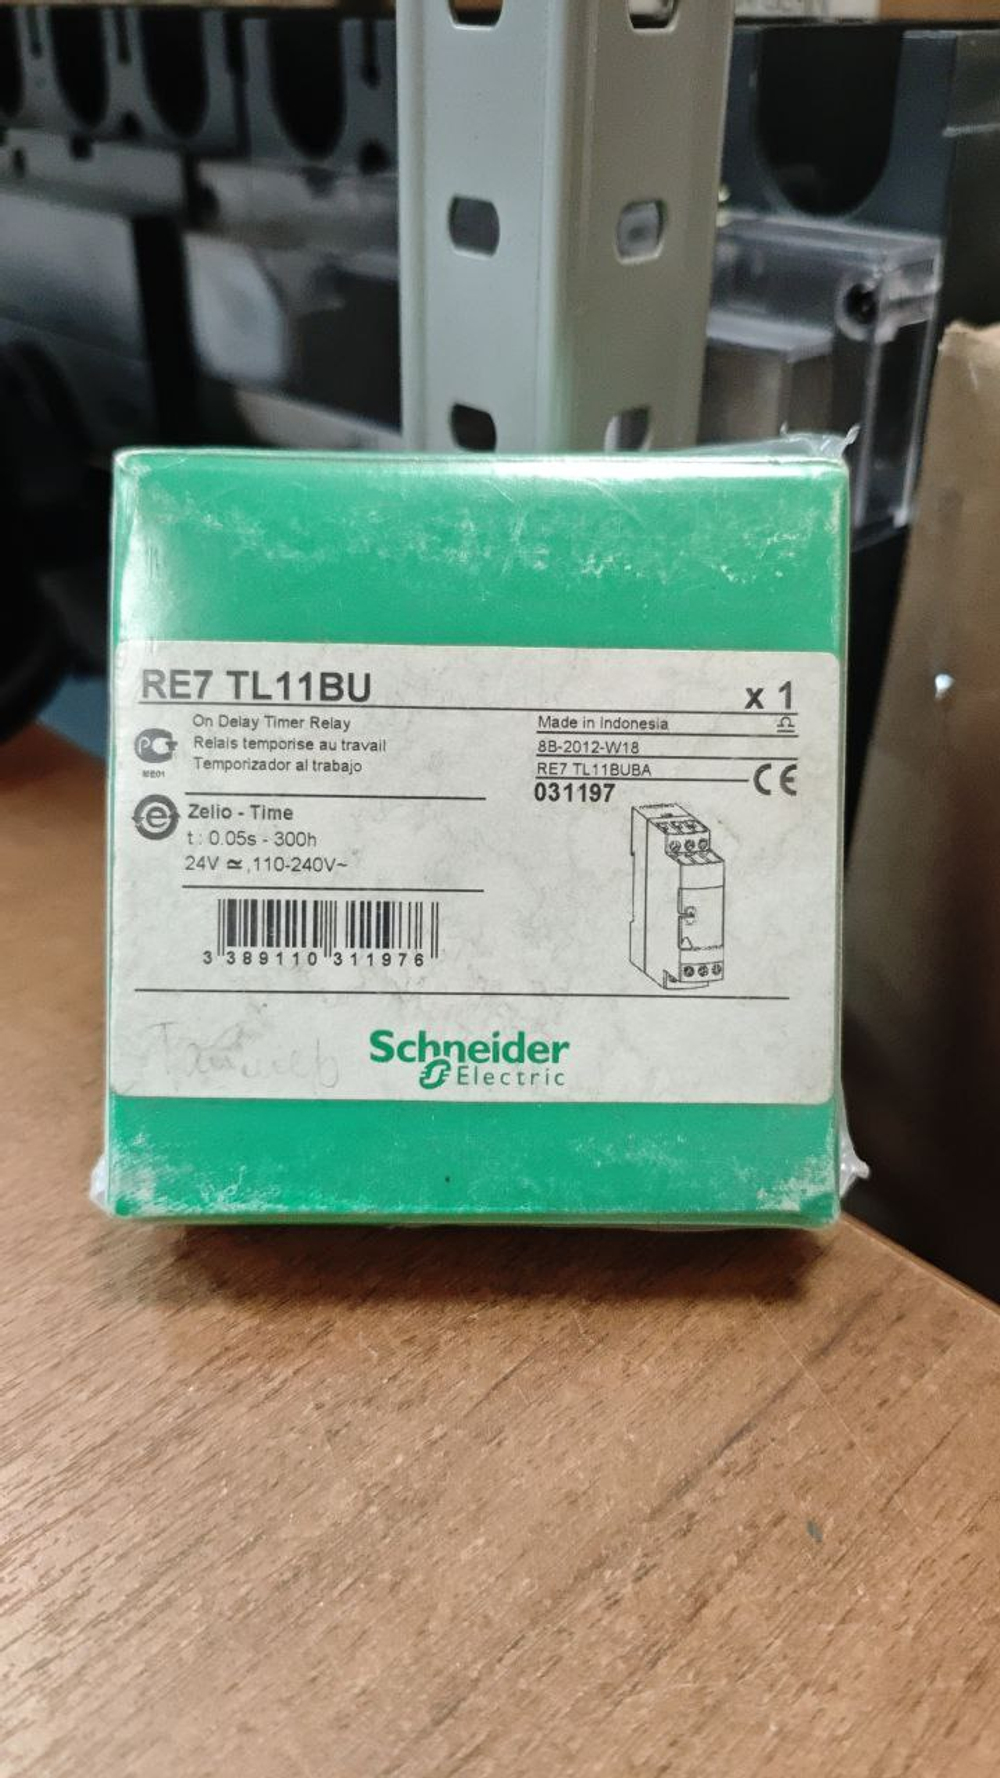 RE7 TL11BU
x 1
On Delay Timer Relay
Relais temporise au travail
Temporizador al trabajo
Made in Indonesia
8B-2012-W18
RE7 TL11BUBA
031197
CE
PC
ME01
e
Zelio - Time
t : 0.05s - 300h
24V ≃ ,110-240V~
3 389110 311976
Schneider
Electric